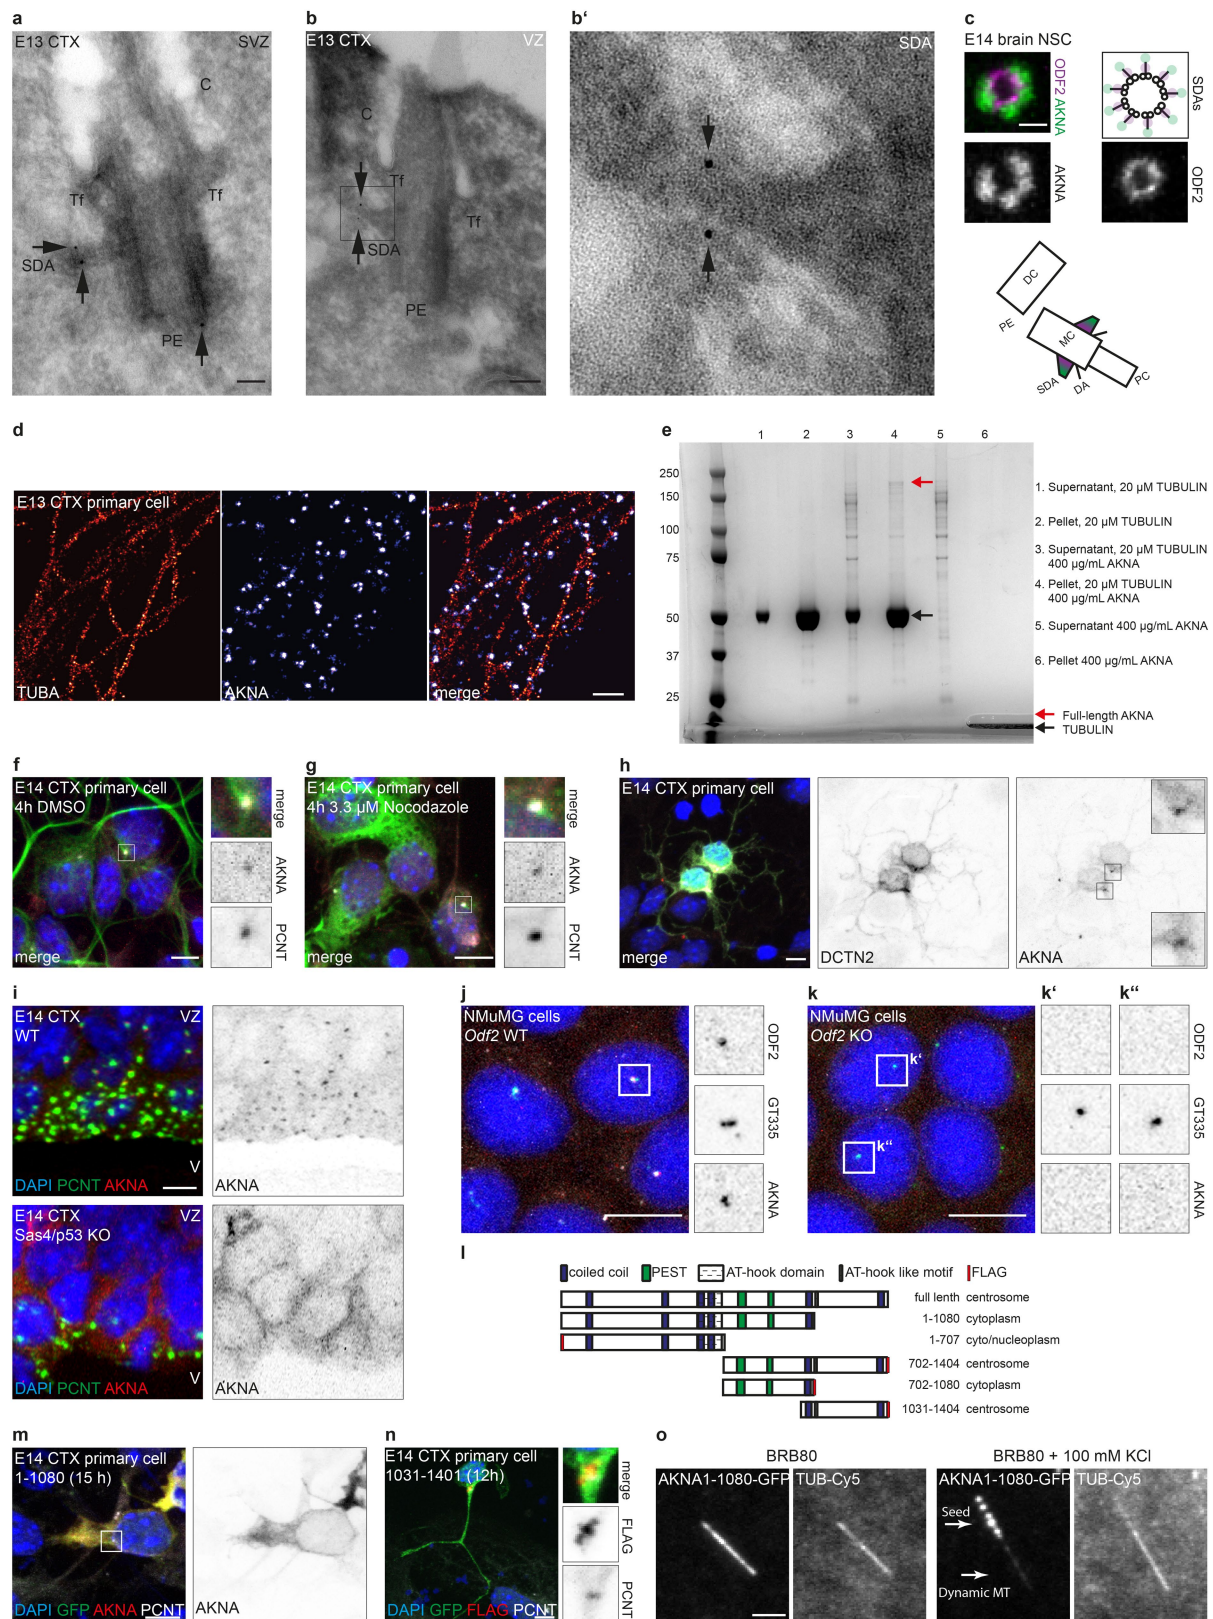 a
E13 CTX SVZ
C
Tf Tf
SDA
PE
b
E13 CTX VZ
C
Tf
Tf
SDA
PE
b‘
SDA
c
E14 brain NSC
ODF2 AKNA
SDAs
AKNA
ODF2
DC
PE
MC
SDA
DA
PC
d
E13 CTX primary cell
TUBA
AKNA
merge
e
1 2 3 4 5 6
250
150
100
75
50
37
25
1. Supernatant, 20 µM TUBULIN
2. Pellet, 20 µM TUBULIN
3. Supernatant, 20 µM TUBULIN
400 µg/mL AKNA
4. Pellet, 20 µM TUBULIN
400 µg/mL AKNA
5. Supernatant 400 µg/mL AKNA
6. Pellet 400 µg/mL AKNA
Full-length AKNA
TUBULIN
f
E14 CTX primary cell
4h DMSO
merge
merge
AKNA
PCNT
g
E14 CTX primary cell
4h 3.3 µM Nocodazole
merge
merge
AKNA
PCNT
h
E14 CTX primary cell
merge
DCTN2
AKNA
i
E14 CTX VZ
WT
V
DAPI PCNT AKNA
AKNA
E14 CTX VZ
Sas4/p53 KO
V
DAPI PCNT AKNA
AKNA
j
NMuMG cells
Odf2 WT
ODF2
GT335
AKNA
k
NMuMG cells
Odf2 KO
k‘
k“
k‘ k“
ODF2
GT335
AKNA
l
coiled coil PEST AT-hook domain AT-hook like motif FLAG
full lenth centrosome
1-1080 cytoplasm
1-707 cyto/nucleoplasm
702-1404 centrosome
702-1080 cytoplasm
1031-1404 centrosome
m
E14 CTX primary cell
1-1080 (15 h)
DAPI GFP AKNA PCNT
AKNA
n
E14 CTX primary cell
1031-1401 (12h)
DAPI GFP FLAG PCNT
merge
FLAG
PCNT
o
BRB80
AKNA1-1080-GFP
TUB-Cy5
BRB80 + 100 mM KCl
AKNA1-1080-GFP
TUB-Cy5
Seed
Dynamic MT